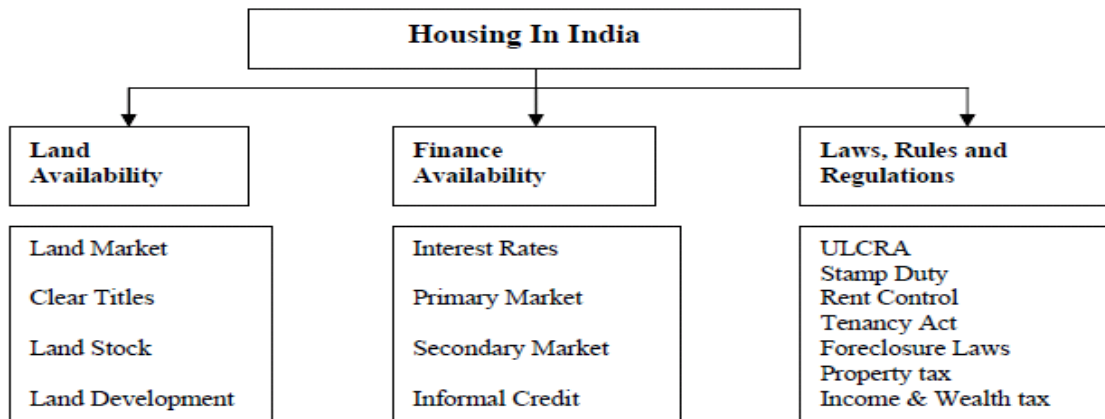 Housing In India
Land
Availability
Finance
Availability
Laws, Rules and
Regulations
Land Market
Clear Titles
Land Stock
Land Development
Interest Rates
Primary Market
Secondary Market
Informal Credit
ULCRA
Stamp Duty
Rent Control
Tenancy Act
Foreclosure Laws
Property tax
Income & Wealth tax